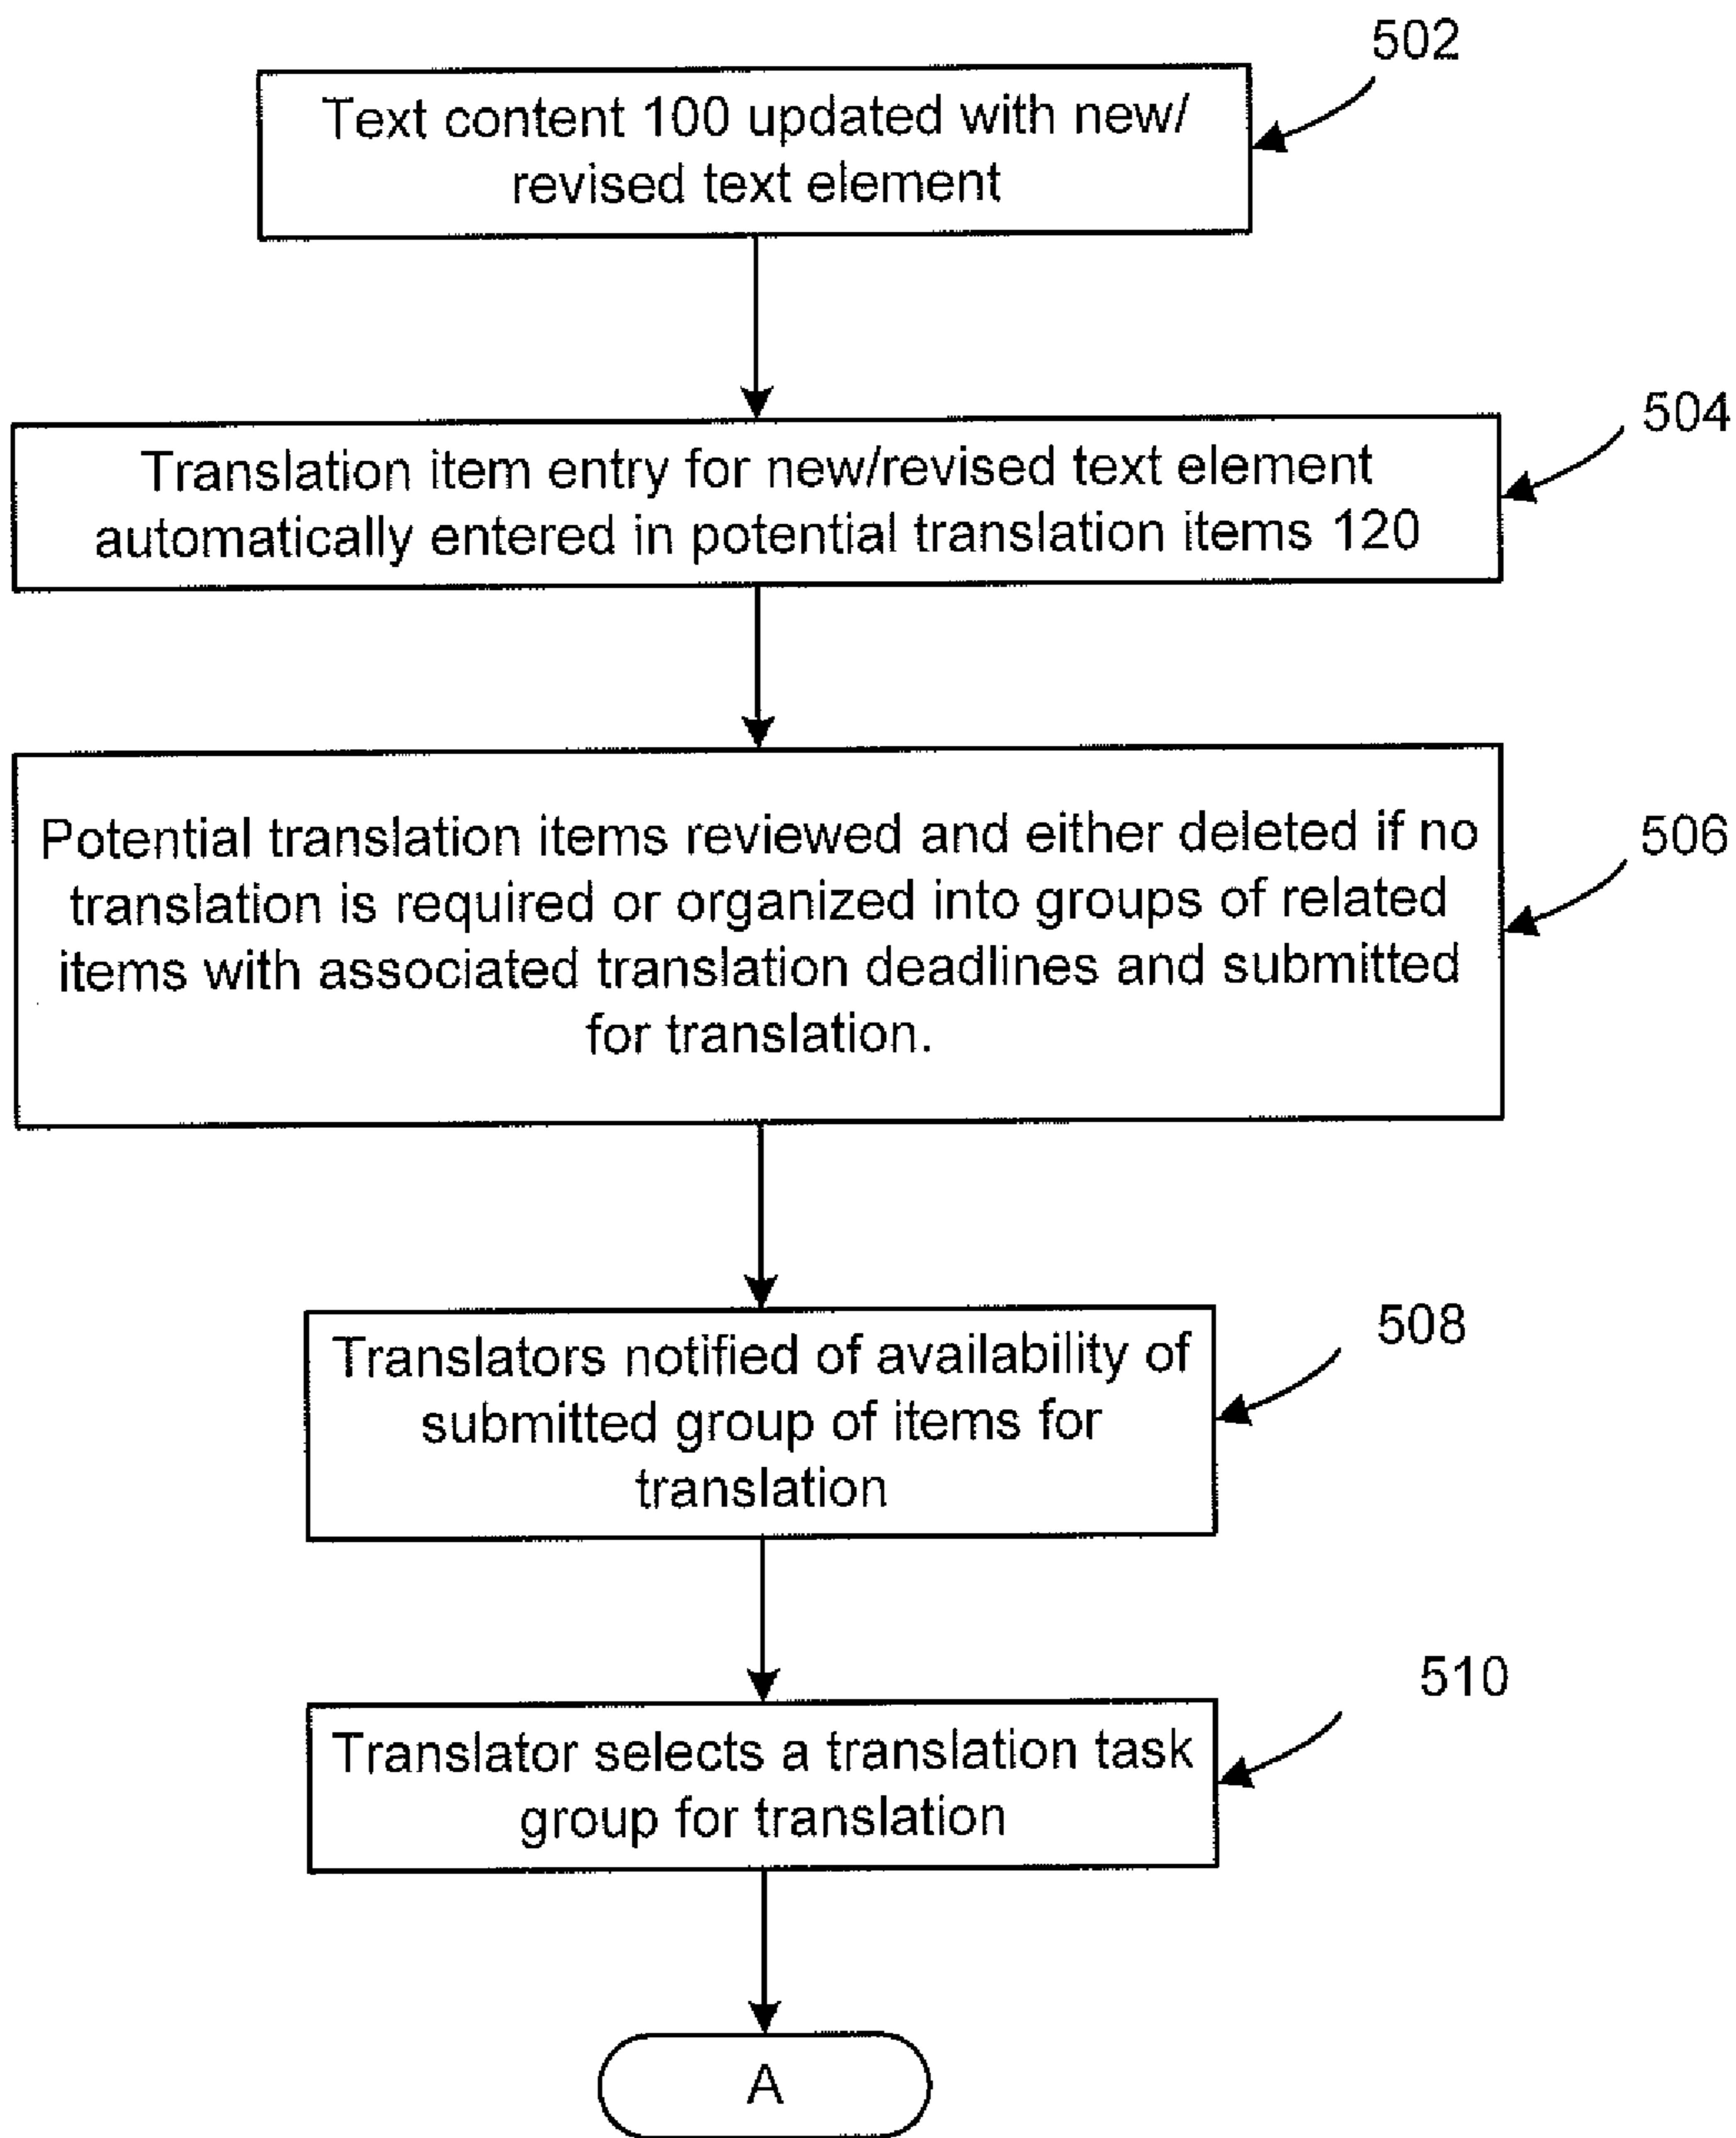 502
Text content 100 updated with new/
revised text element
504
Translation item entry for new/revised text element
automatically entered in potential translation items 120
506
Potential translation items reviewed and either deleted if no
translation is required or organized into groups of related
items with associated translation deadlines and submitted
for translation.
508
Translators notified of availability of
submitted group of items for
translation
510
Translator selects a translation task
group for translation
A